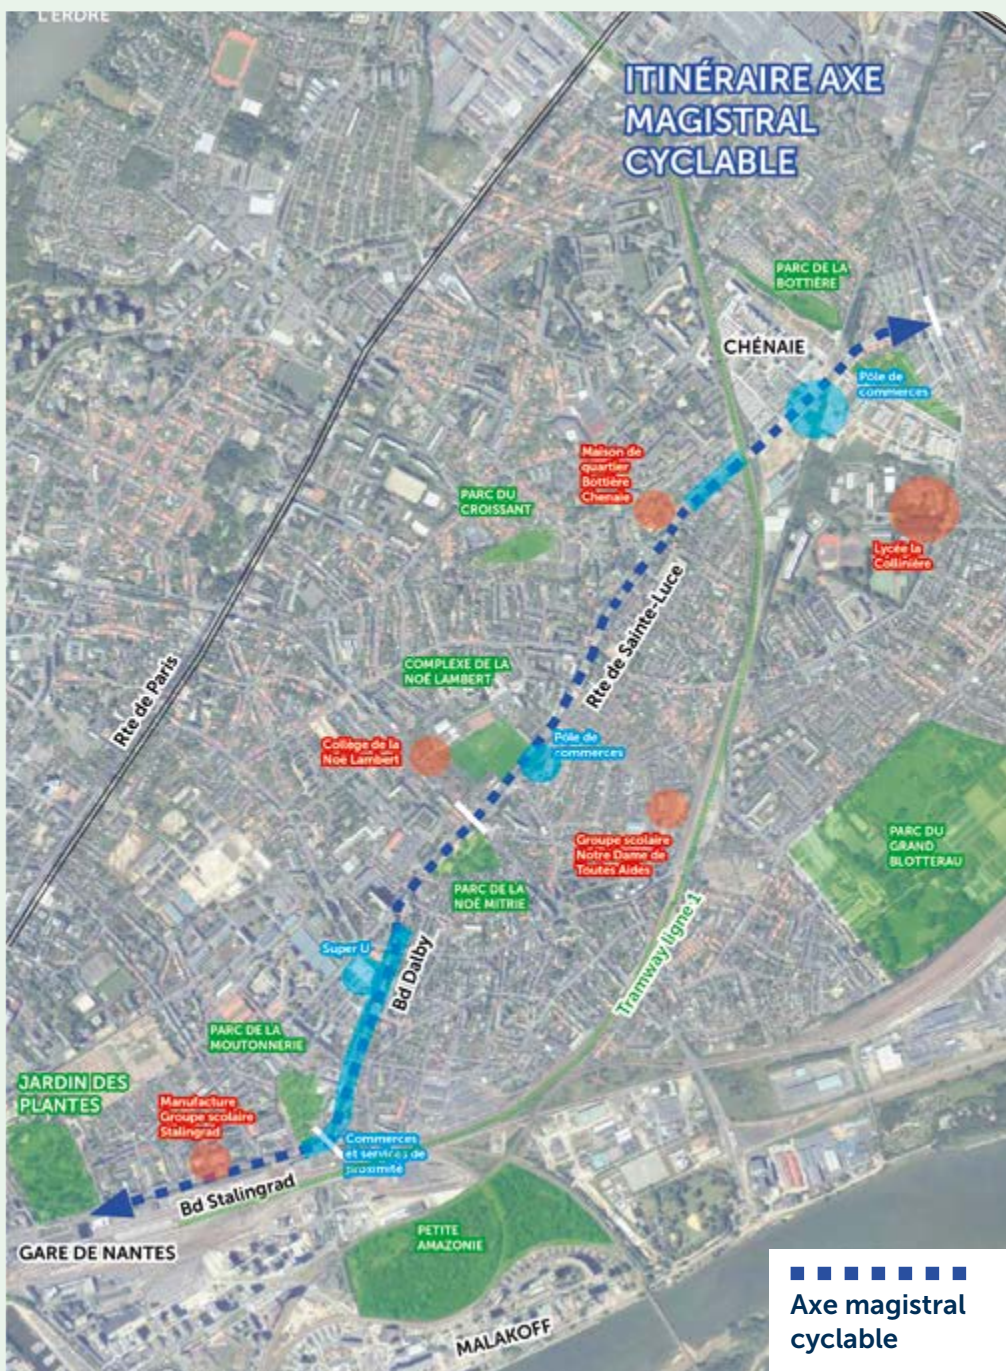 L'ERDRE
ITINÉRAIRE AXE
MAGISTRAL
CYCLABLE
PARC DE LA
BOTTIÈRE
CHÉNAIE
Pôle de
commerces
Maison de
quartier
Bottière
Chenaie
PARC DU
CROISSANT
Lycée la
Collinière
Rte de Sainte-Luce
Rte de Paris
COMPLEXE DE LA
NOÉ LAMBERT
Collège de la
Noé Lambert
Pôle de
commerces
Groupe scolaire
Notre Dame de
Toutes Aides
PARC DU
GRAND
BLOTTERAU
PARC DE LA
NOÉ MITRIE
Super U
Bd Dalby
Tramway ligne 1
PARC DE LA
MOUTONNERIE
JARDIN DES
PLANTES
Manufacture
Groupe scolaire
Stalingrad
Commerces
et services de
proximité
Bd Stalingrad
GARE DE NANTES
PETITE
AMAZONIE
MALAKOFF
Axe magistral
cyclable